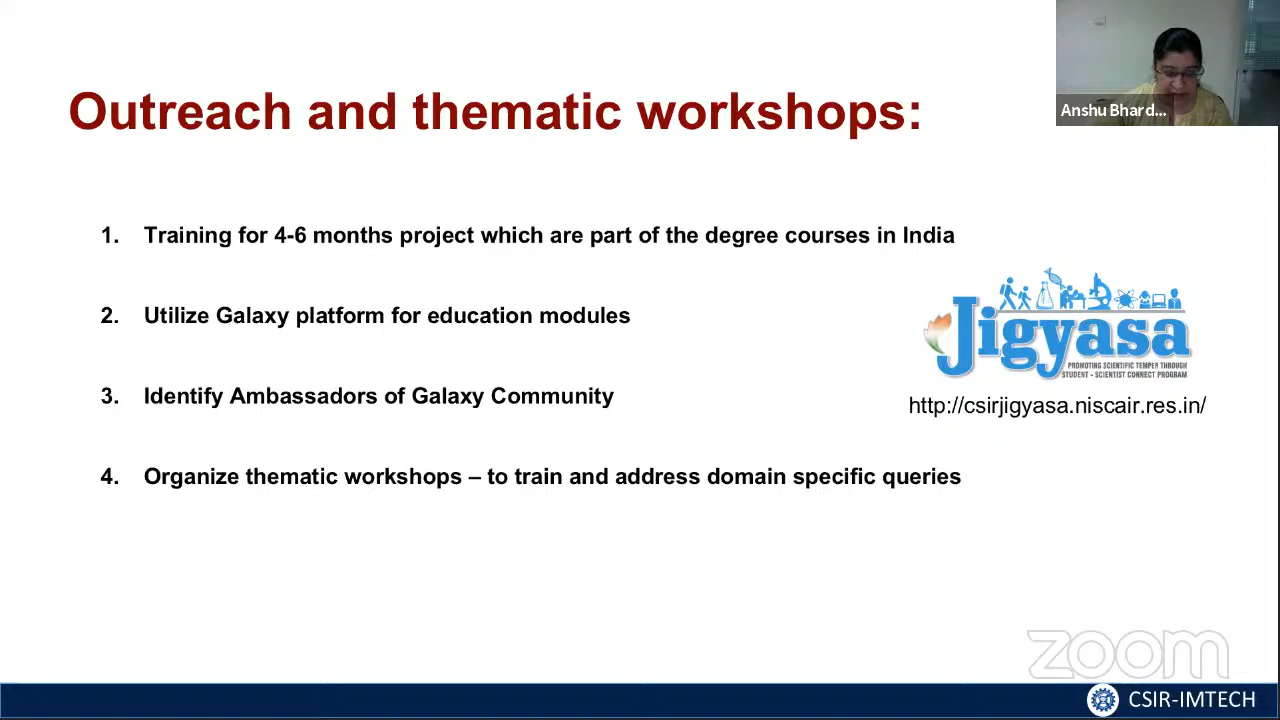 Anshu Bhard...
Outreach and thematic workshops:
1. Training for 4-6 months project which are part of the degree courses in India
2. Utilize Galaxy platform for education modules
3. Identify Ambassadors of Galaxy Community
4. Organize thematic workshops – to train and address domain specific queries
Jigyasa
PROMOTING SCIENTIFIC TEMPER THROUGH
STUDENT - SCIENTIST CONNECT PROGRAM
http://csirjigyasa.niscair.res.in/
zoom
CSIR-IMTECH